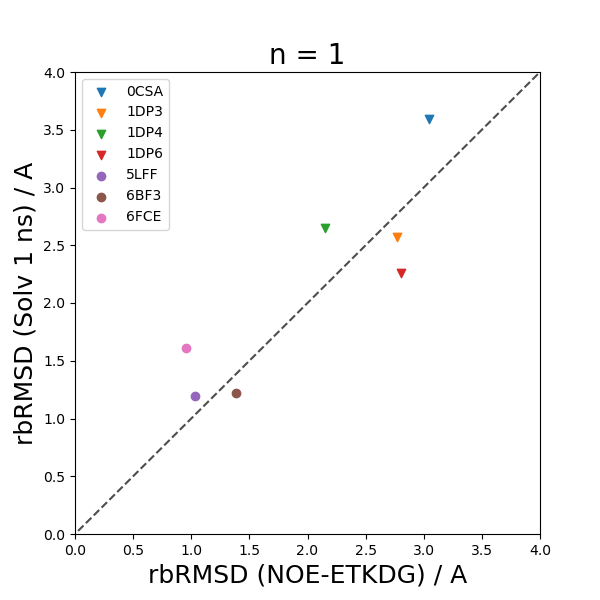 n = 1
4.0
3.5
3.0
2.5
2.0
1.5
1.0
0.5
0.0
rbRMSD (Solv 1 ns) / A
0CSA
1DP3
1DP4
1DP6
5LFF
6BF3
6FCE
0.0 0.5 1.0 1.5 2.0 2.5 3.0 3.5 4.0
rbRMSD (NOE-ETKDG) / A